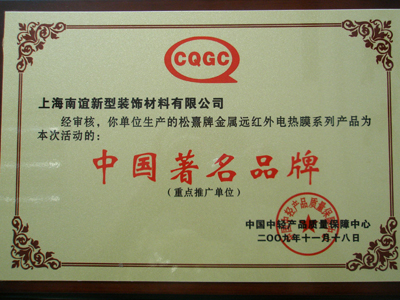 CQGC
上海南谊新型装饰材料有限公司
经审核，你单位生产的松熹牌金属远红外电热膜系列产品为
本次活动的：
中国著名品牌
（重点推广单位）
中国中轻产品质量保障中心
二〇〇九年十一月十八日